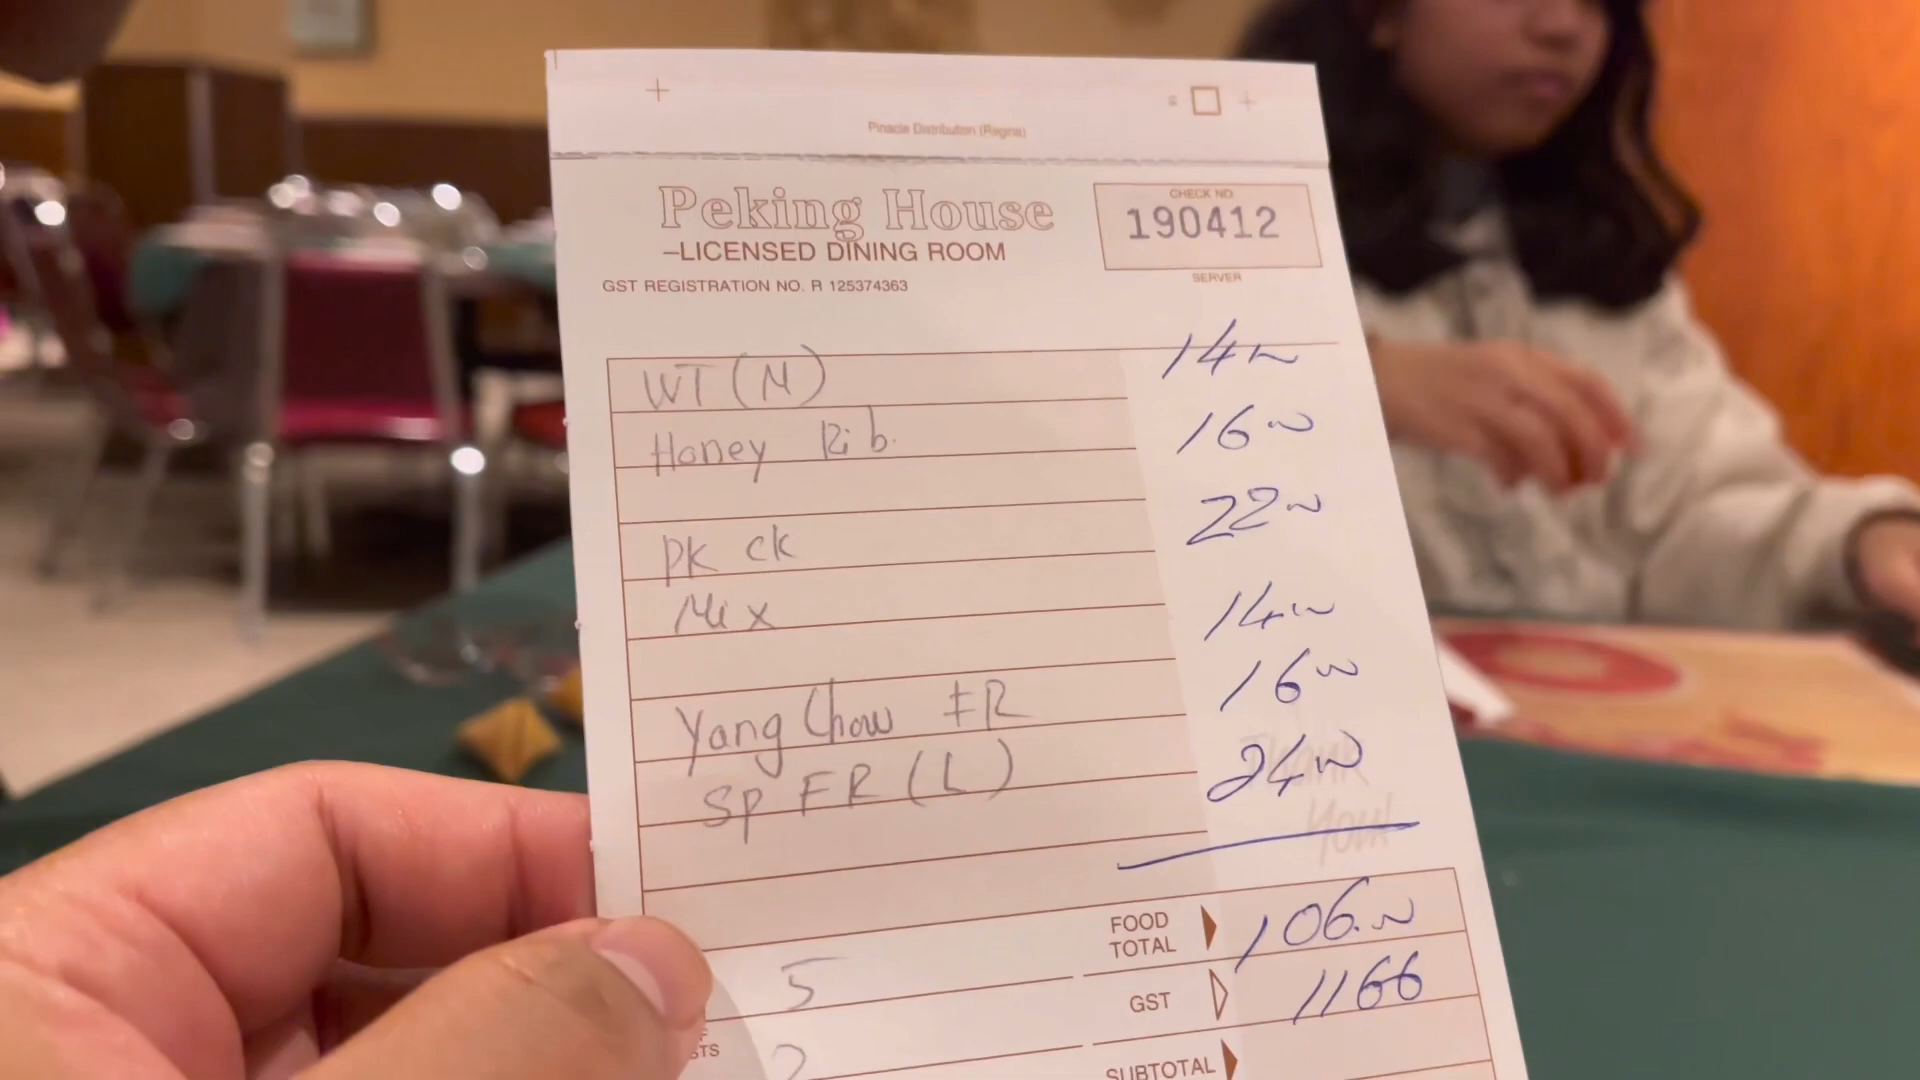 Pinacle Distribution (Regina)
Peking House
–LICENSED DINING ROOM
GST REGISTRATION NO. R 125374363
CHECK NO.
190412
SERVER
WT (M) 14
Honey Rib. 16
PK CK 22
Mix 14
Yang Chow FR 16
SP FR (L) 24
Thank
You!
FOOD
TOTAL 106.
5
GST 1166
SUBTOTAL